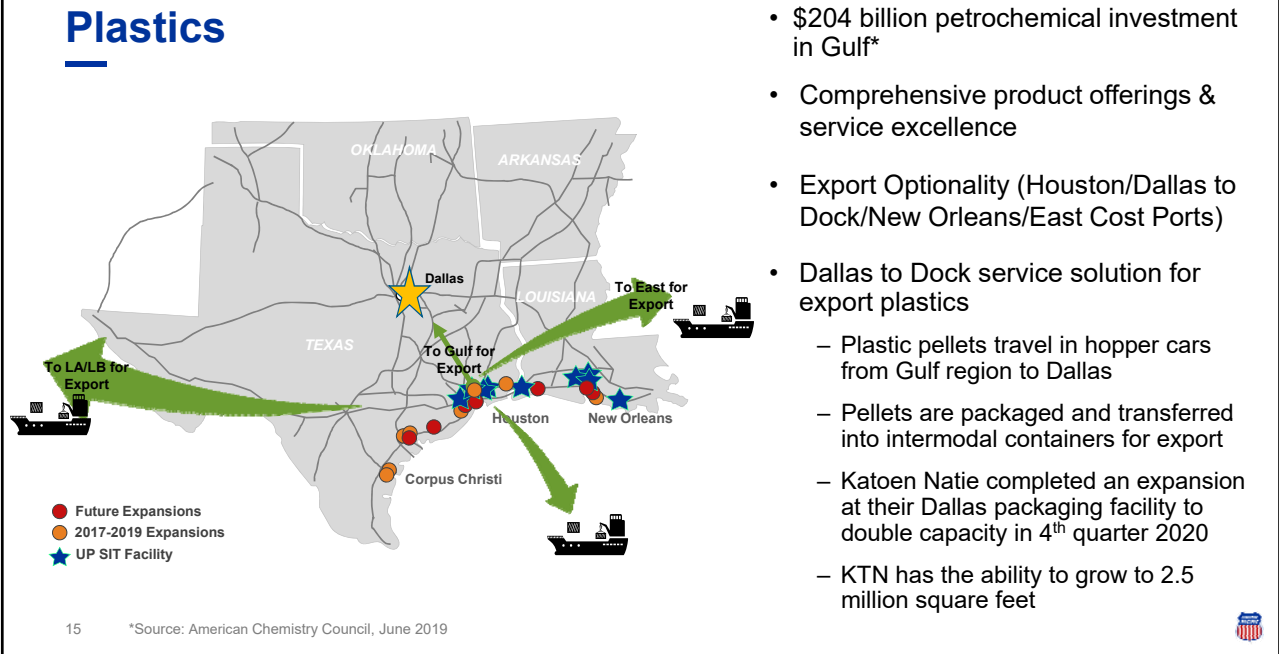 Plastics
OKLAHOMA
ARKANSAS
Dallas
LOUISIANA
To East for
Export
TEXAS
To Gulf for
Export
To LA/LB for
Export
Houston
New Orleans
Corpus Christi
Future Expansions
2017-2019 Expansions
UP SIT Facility
• $204 billion petrochemical investment
in Gulf*
• Comprehensive product offerings &
service excellence
• Export Optionality (Houston/Dallas to
Dock/New Orleans/East Cost Ports)
• Dallas to Dock service solution for
export plastics
– Plastic pellets travel in hopper cars
from Gulf region to Dallas
– Pellets are packaged and transferred
into intermodal containers for export
– Katoen Natie completed an expansion
at their Dallas packaging facility to
double capacity in 4th quarter 2020
– KTN has the ability to grow to 2.5
million square feet
15
*Source: American Chemistry Council, June 2019